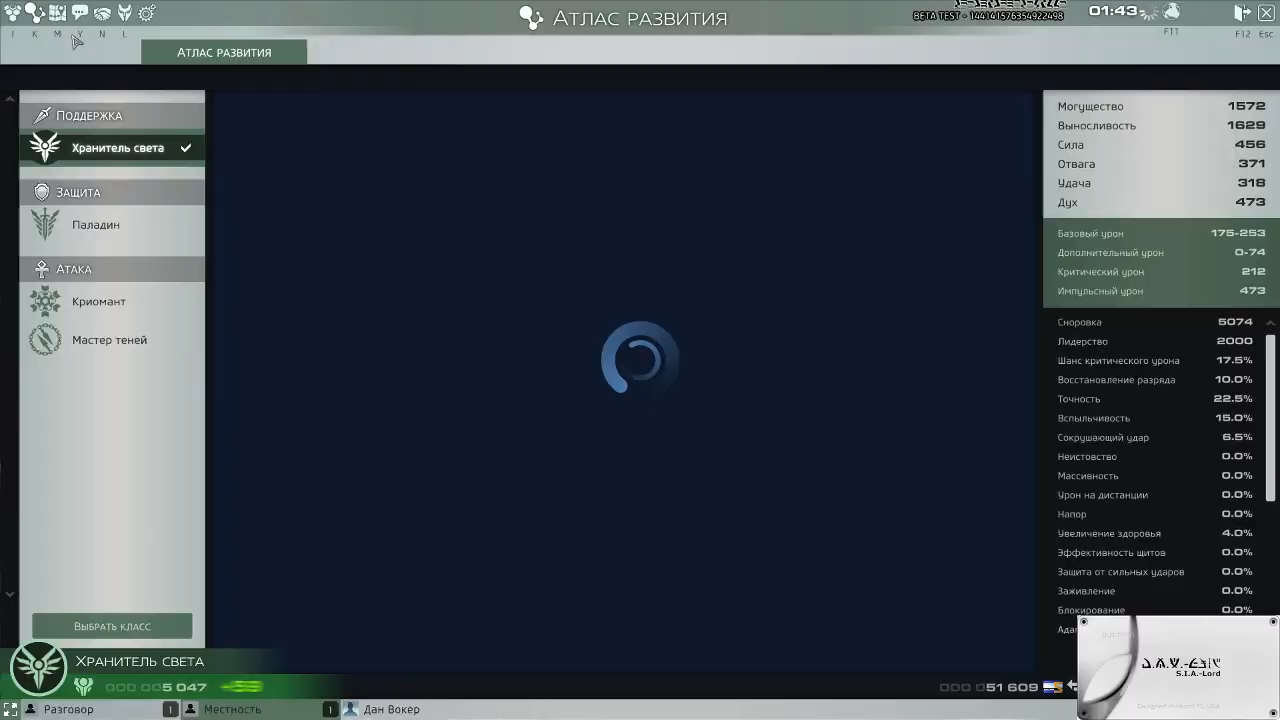 Атлас развития
BETA TEST - 144141576354922498
01:43
I K M Y N L
F11
F12 Esc
Атлас развития
Поддержка
Хранитель света
Защита
Паладин
Атака
Криомант
Мастер теней
Выбрать класс
Хранитель света
000 005 047
Могущество 1572
Выносливость 1629
Сила 456
Отвага 371
Удача 318
Дух 473
Базовый урон 175-253
Дополнительный урон 0-74
Критический урон 212
Импульсный урон 473
Сноровка 5074
Лидерство 2000
Шанс критического урона 17.5%
Восстановление разряда 10.0%
Точность 22.5%
Вспыльчивость 15.0%
Сокрушающий удар 6.5%
Неистовство 0.0%
Массивность 0.0%
Урон на дистанции 0.0%
Напор 0.0%
Увеличение здоровья 4.0%
Эффективность щитов 0.0%
Защита от сильных ударов 0.0%
Заживление 0.0%
Блокирование 0.0%
000 051 609
S.I.A.-Lord
Разговор 1
Местность 1
Дан Вокер